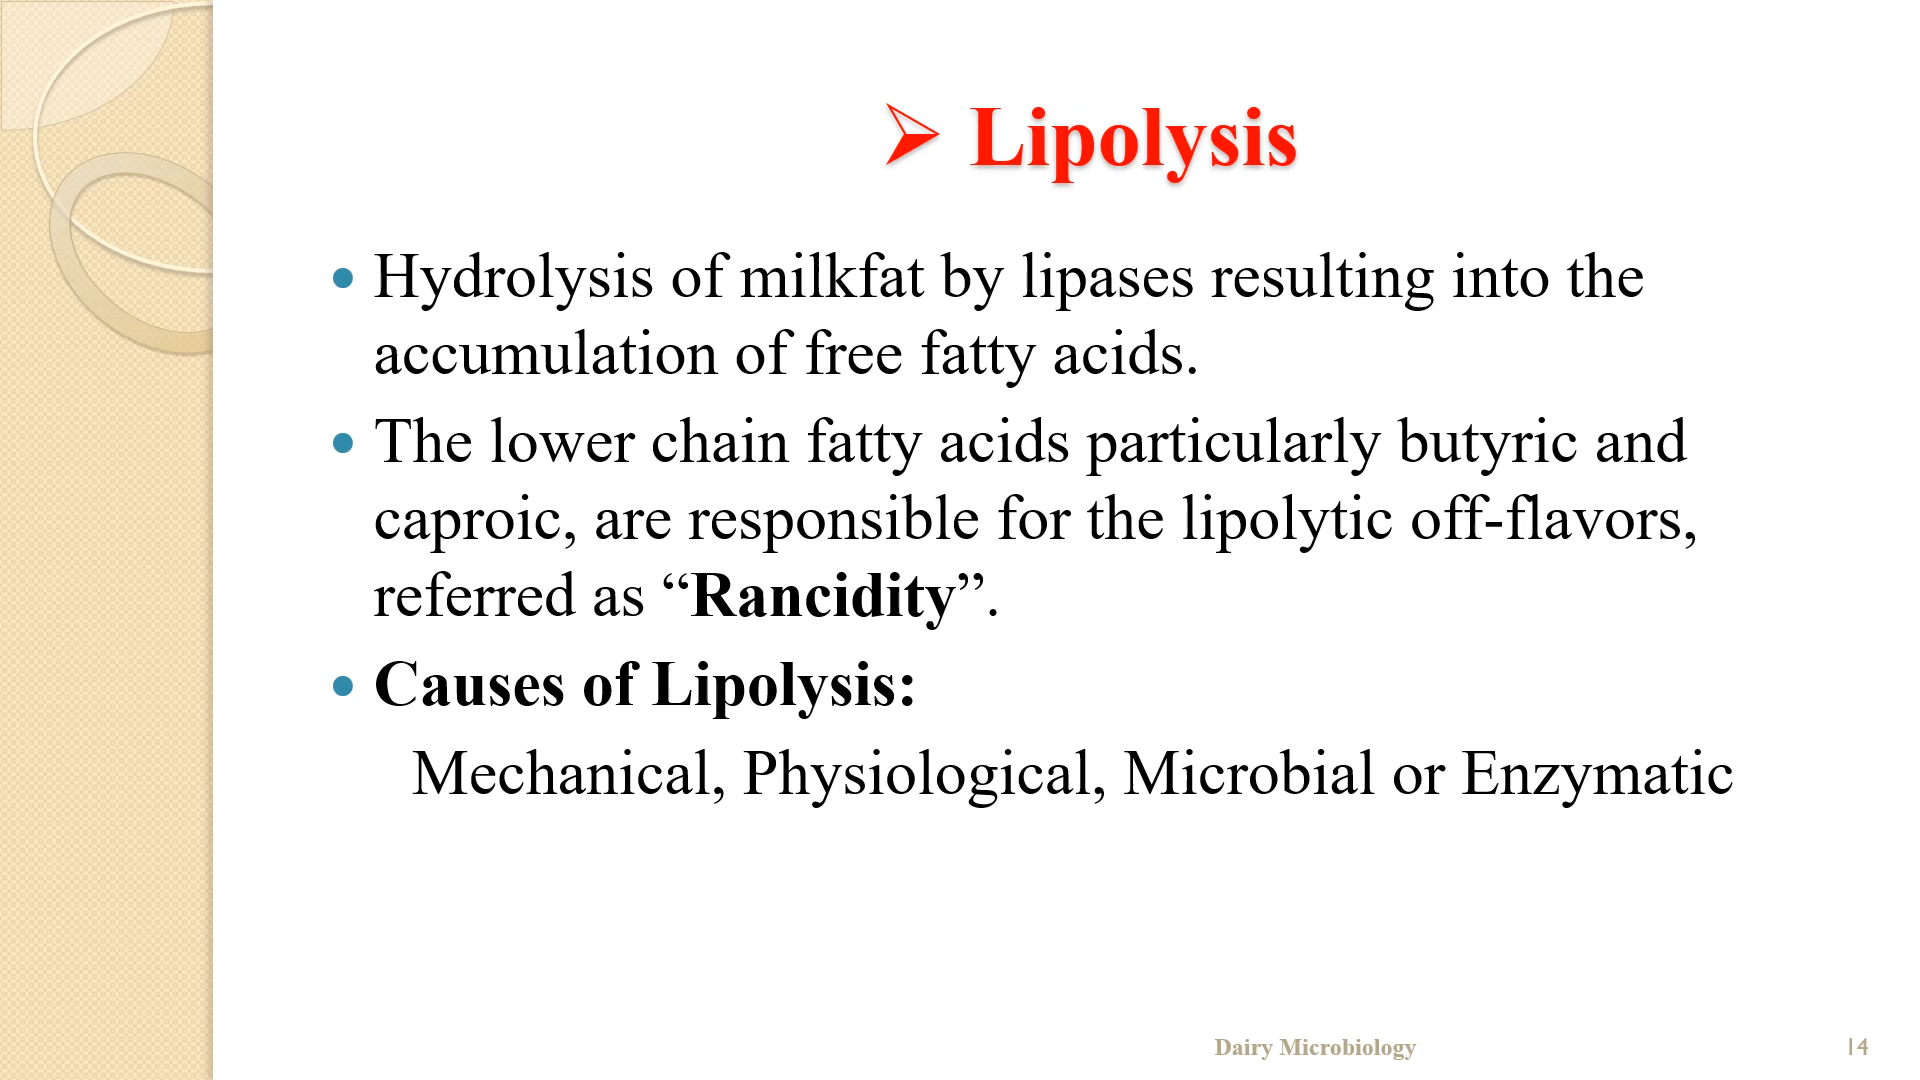 ➢ Lipolysis
• Hydrolysis of milkfat by lipases resulting into the
accumulation of free fatty acids.
• The lower chain fatty acids particularly butyric and
caproic, are responsible for the lipolytic off-flavors,
referred as “Rancidity”.
• Causes of Lipolysis:
Mechanical, Physiological, Microbial or Enzymatic
Dairy Microbiology
14